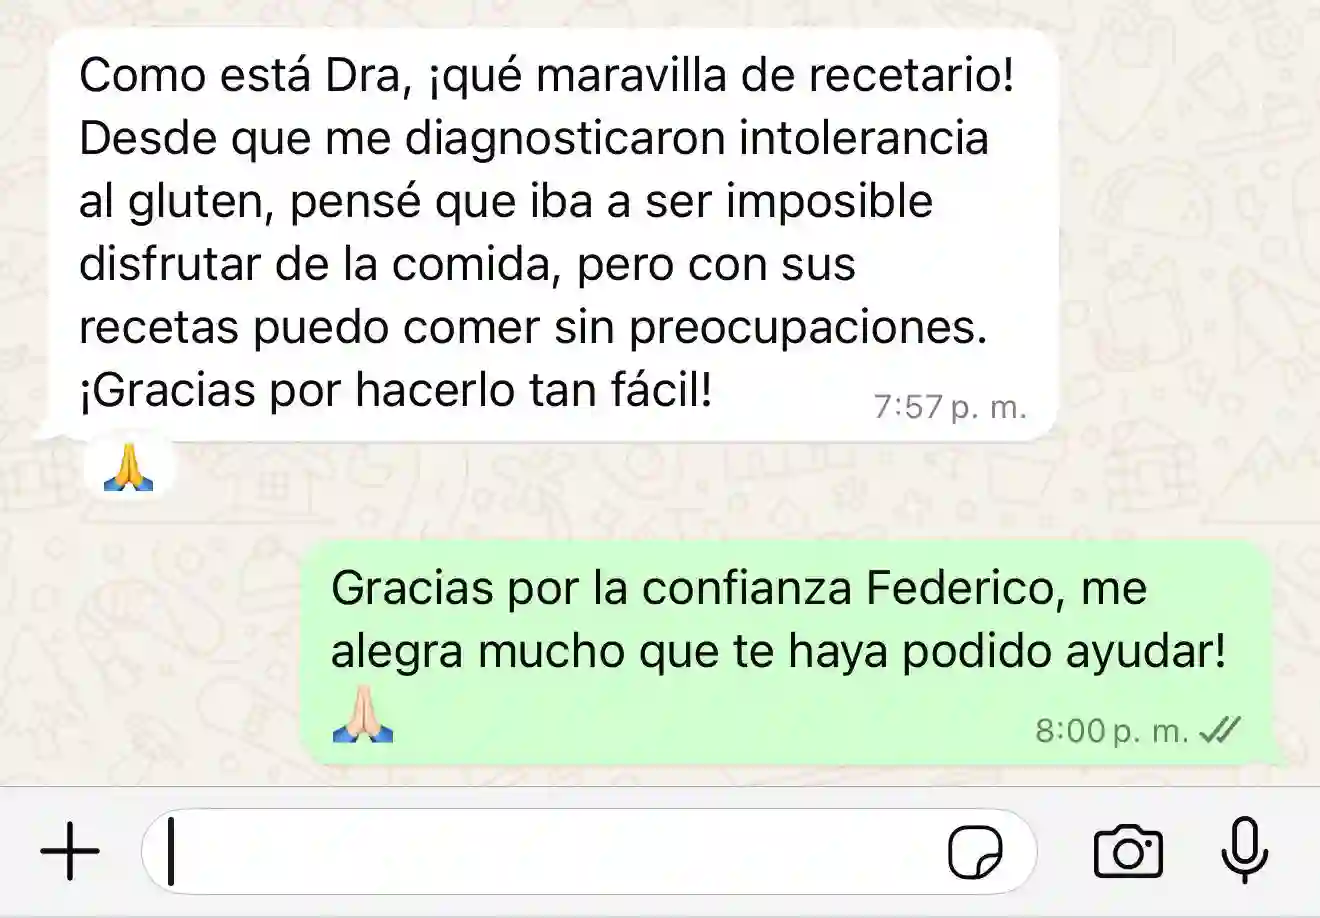 Como está Dra, ¡qué maravilla de recetario!
Desde que me diagnosticaron intolerancia
al gluten, pensé que iba a ser imposible
disfrutar de la comida, pero con sus
recetas puedo comer sin preocupaciones.
¡Gracias por hacerlo tan fácil!
7:57 p. m.
🙏
Gracias por la confianza Federico, me
alegra mucho que te haya podido ayudar!
🙏🏻
8:00 p. m.